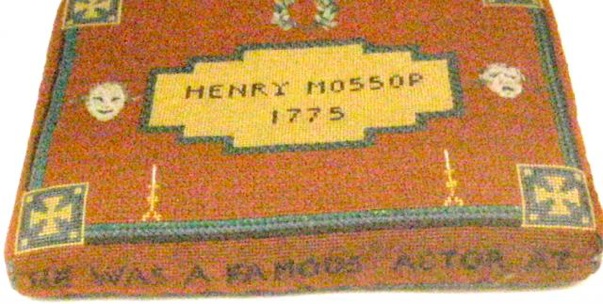 HENRY MOSSOP
1775
HE WAS A FAMOUS ACTOR AT